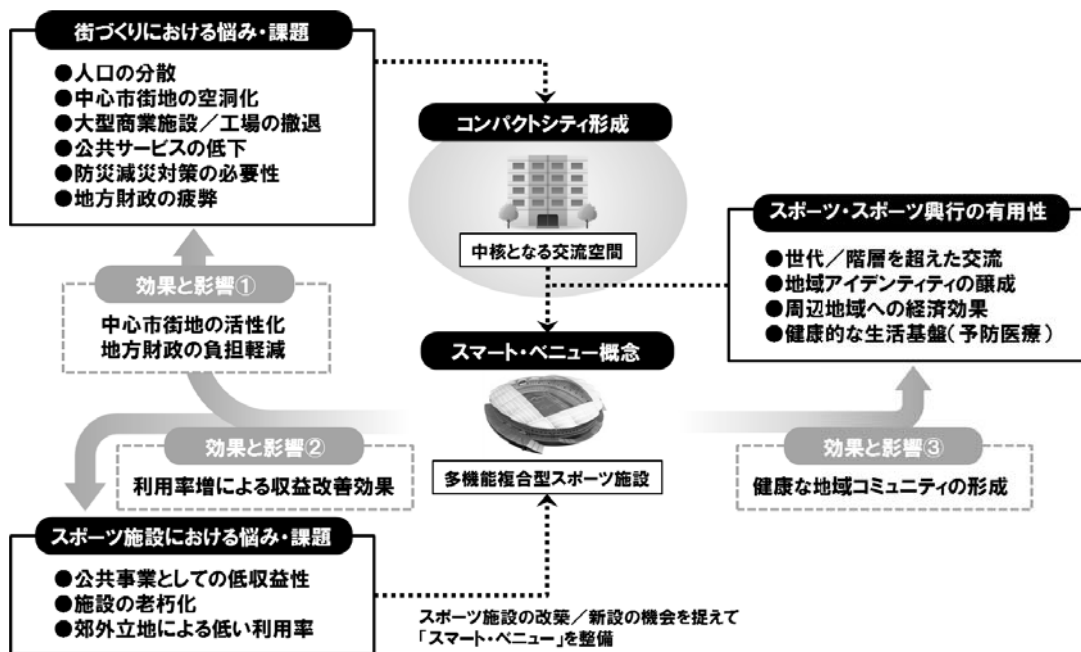 街づくりにおける悩み・課題
●人口の分散
●中心市街地の空洞化
●大型商業施設／工場の撤退
●公共サービスの低下
●防災減災対策の必要性
●地方財政の疲弊
コンパクトシティ形成
中核となる交流空間
スポーツ・スポーツ興行の有用性
●世代／階層を超えた交流
●地域アイデンティティの醸成
●周辺地域への経済効果
●健康的な生活基盤（予防医療）
効果と影響①
中心市街地の活性化
地方財政の負担軽減
スマート・ベニュー概念
多機能複合型スポーツ施設
効果と影響②
利用率増による収益改善効果
効果と影響③
健康な地域コミュニティの形成
スポーツ施設における悩み・課題
●公共事業としての低収益性
●施設の老朽化
●郊外立地による低い利用率
スポーツ施設の改築／新設の機会を捉えて
「スマート・ベニュー」を整備